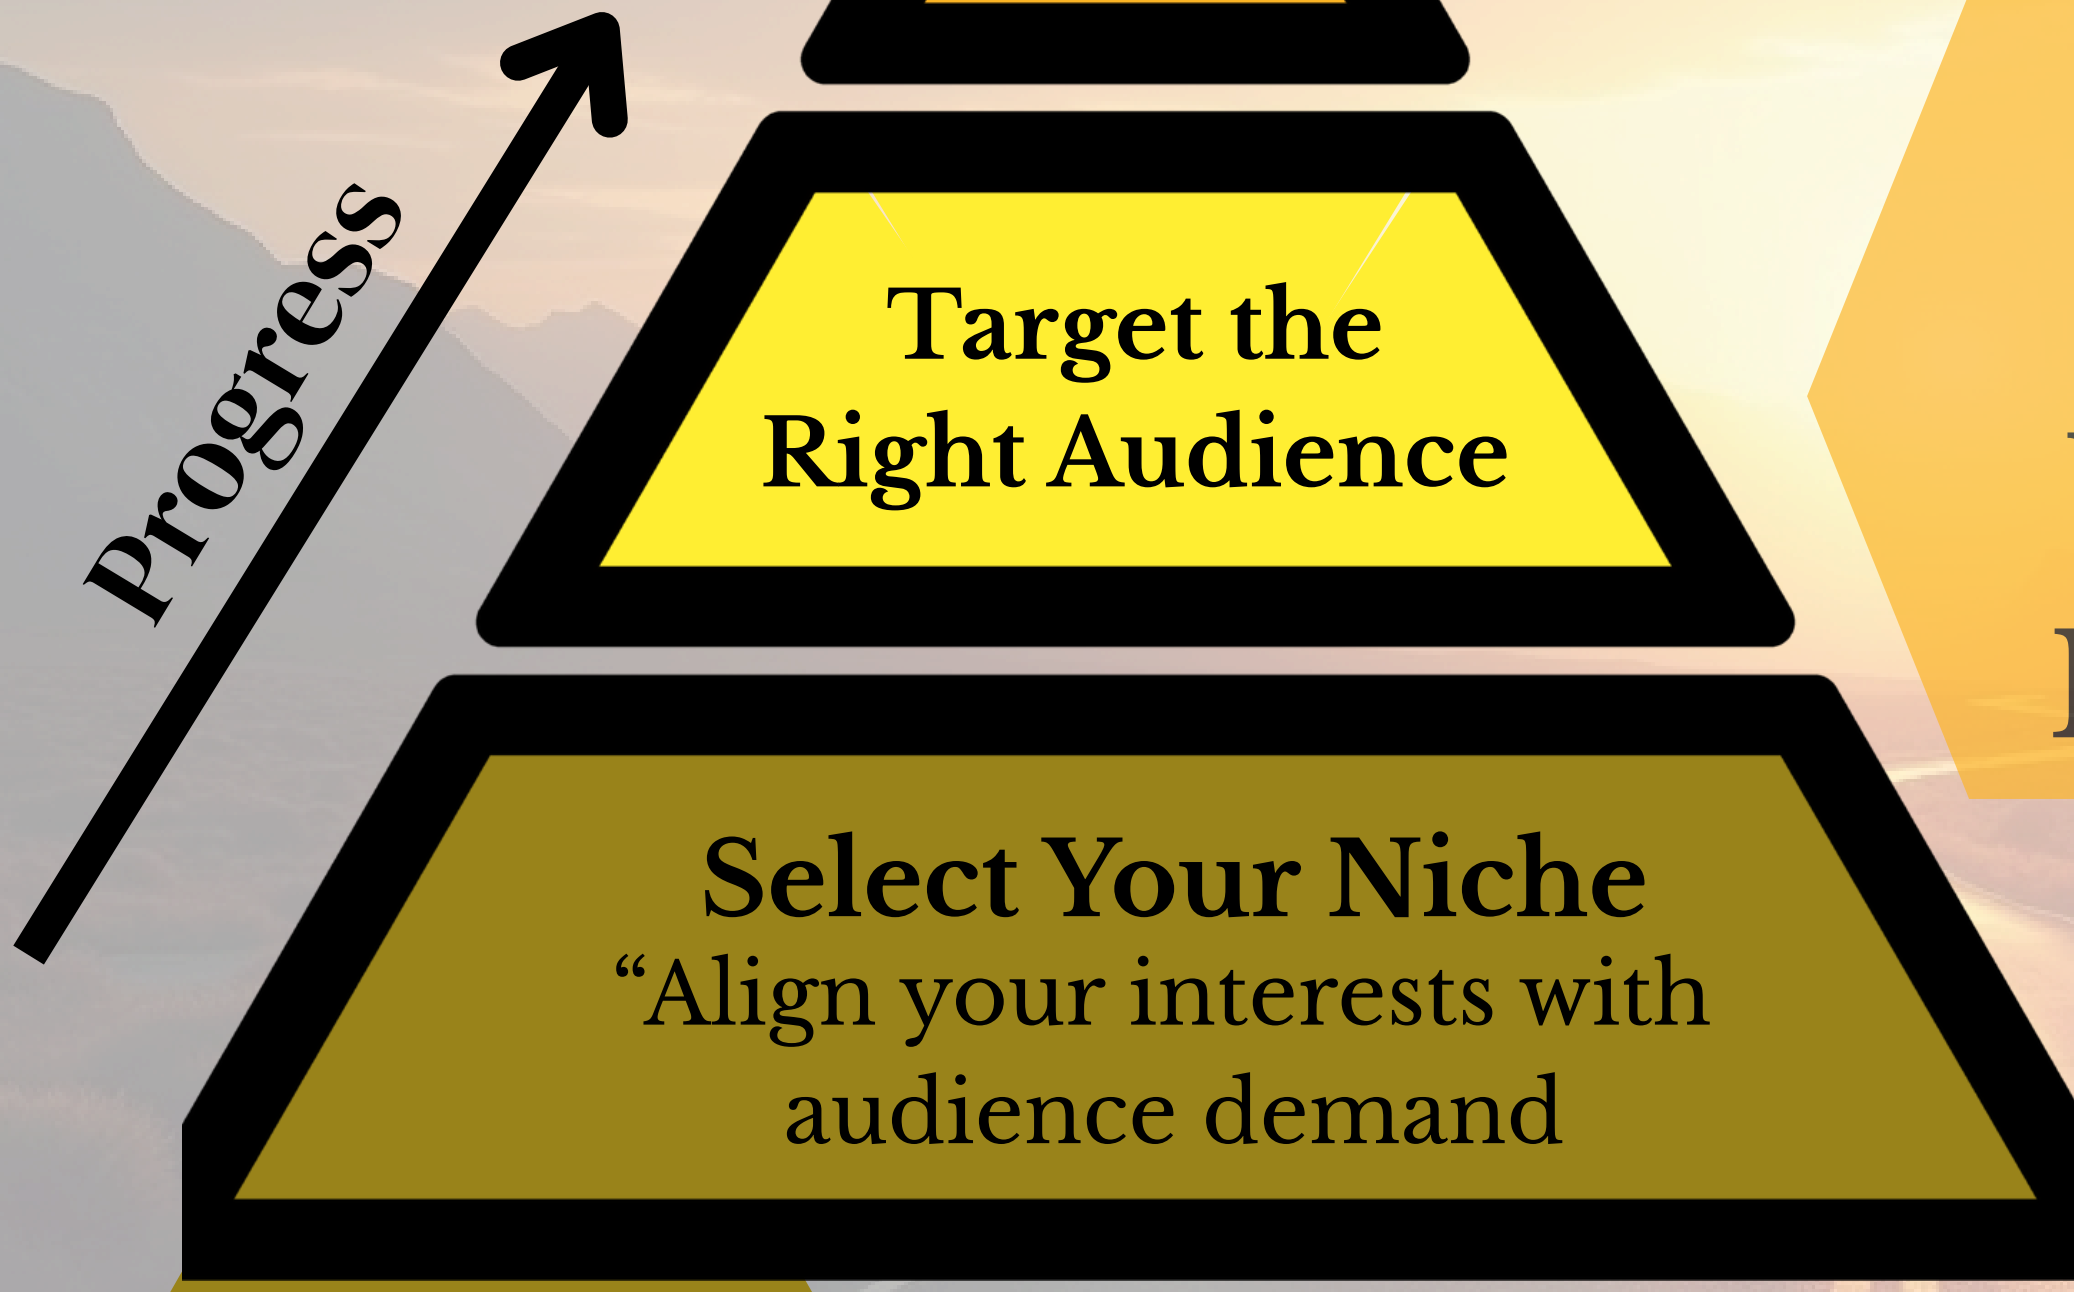 Progress
Target the
Right Audience
Select Your Niche
“Align your interests with
audience demand